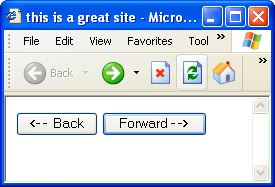 this is a great site - Micro...
File Edit View Favorites Tool »
Back »
<-- Back Forward -->